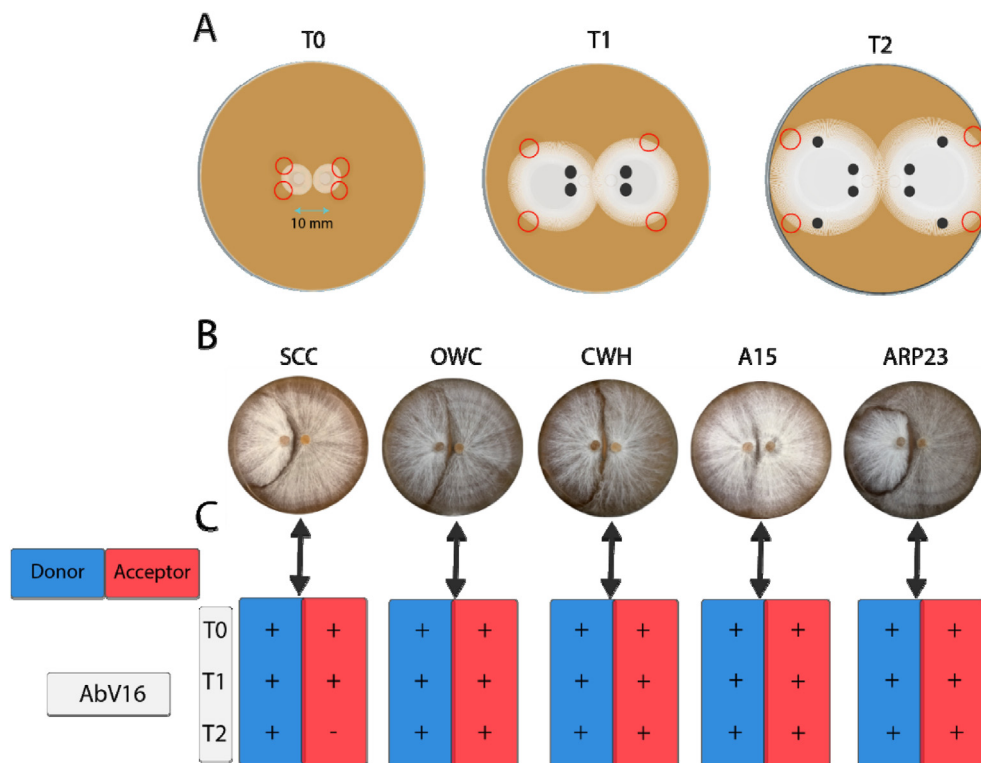 A
T0 T1 T2
10 mm
B
SCC OWC CWH A15 ARP23
C
Donor Acceptor
AbV16
T0 + + + + + + + + + +
T1 + + + + + + + + + +
T2 + - + + + + + + + +